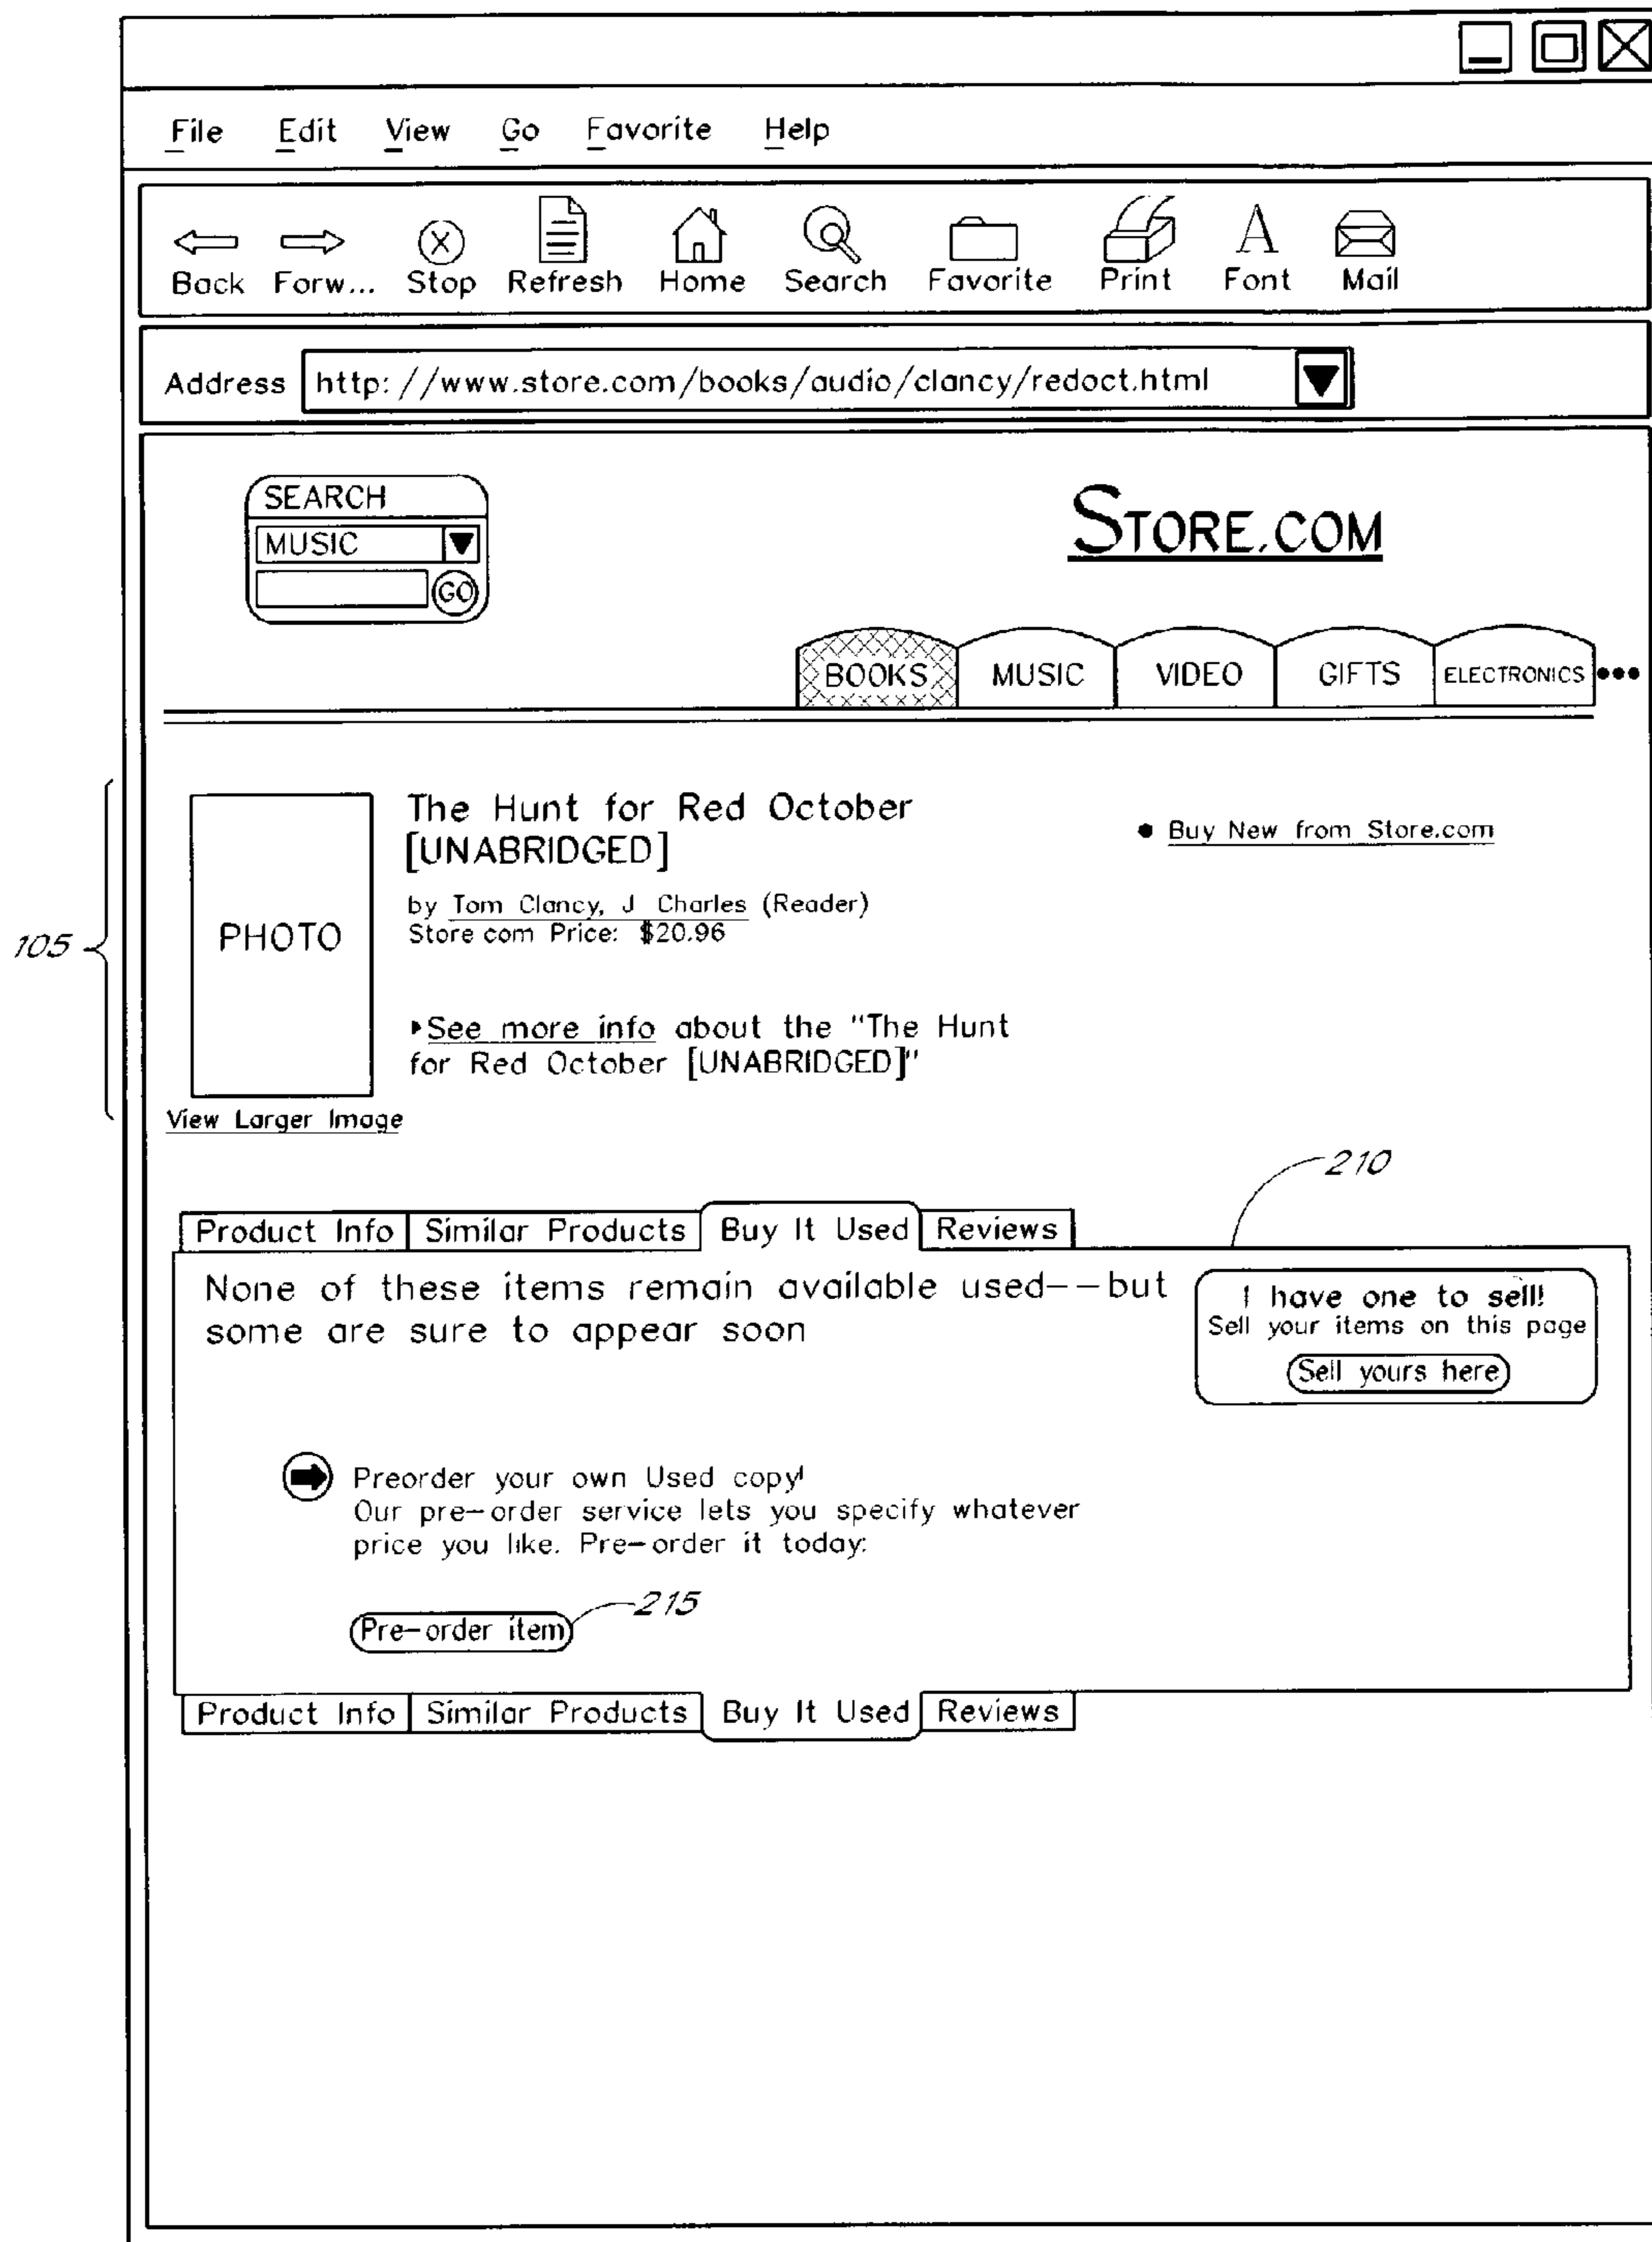 File Edit View Go Favorite Help
Back Forw... Stop Refresh Home Search Favorite Print Font Mail
Address http://www.store.com/books/audio/clancy/redoct.html
SEARCH
MUSIC
GO
STORE.COM
BOOKS MUSIC VIDEO GIFTS ELECTRONICS •••
The Hunt for Red October
[UNABRIDGED]
• Buy New from Store.com
by Tom Clancy, J Charles (Reader)
Store com Price: $20.96
PHOTO
105
See more info about the "The Hunt
for Red October [UNABRIDGED]"
View Larger Image
210
Product Info Similar Products Buy It Used Reviews
None of these items remain available used--but
some are sure to appear soon
I have one to sell!
Sell your items on this page
Sell yours here
Preorder your own Used copy!
Our pre-order service lets you specify whatever
price you like. Pre-order it today:
215
Pre-order item
Product Info Similar Products Buy It Used Reviews